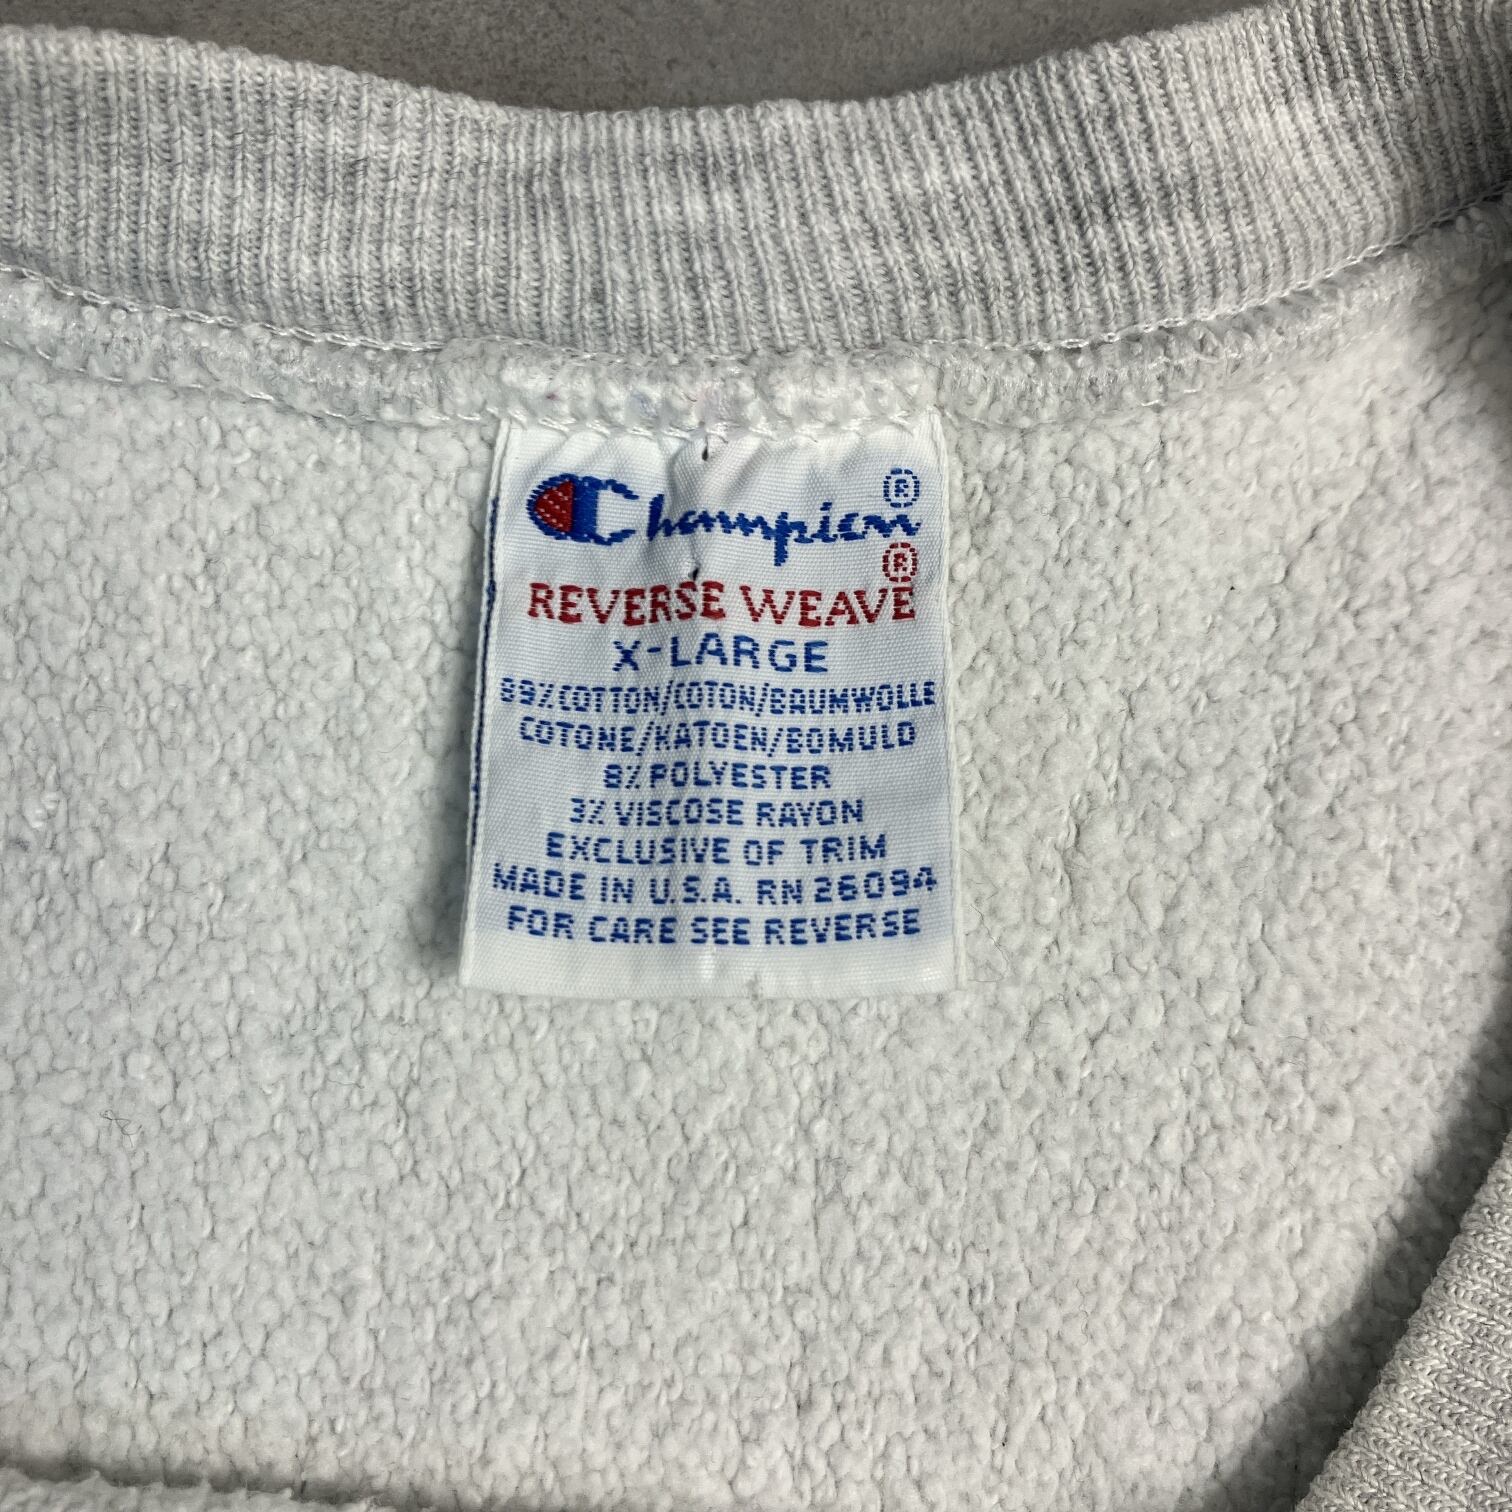 Champion®
REVERSE WEAVE®
X-LARGE
89% COTTON/COTON/BAUMWOLLE
COTONE/KATOEN/BOMULD
8% POLYESTER
3% VISCOSE RAYON
EXCLUSIVE OF TRIM
MADE IN U.S.A. RN 26094
FOR CARE SEE REVERSE